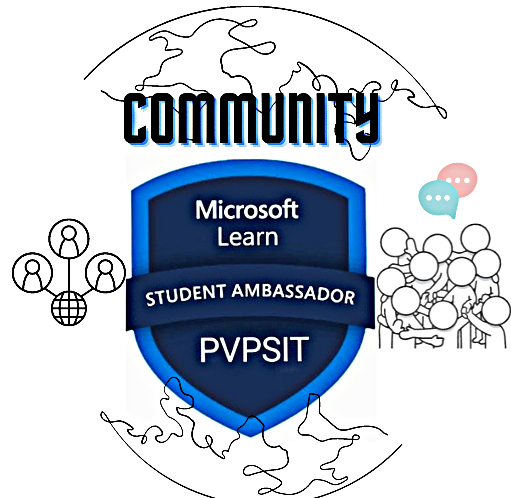 COMMUNITY
Microsoft
Learn
STUDENT AMBASSADOR
PVPSIT